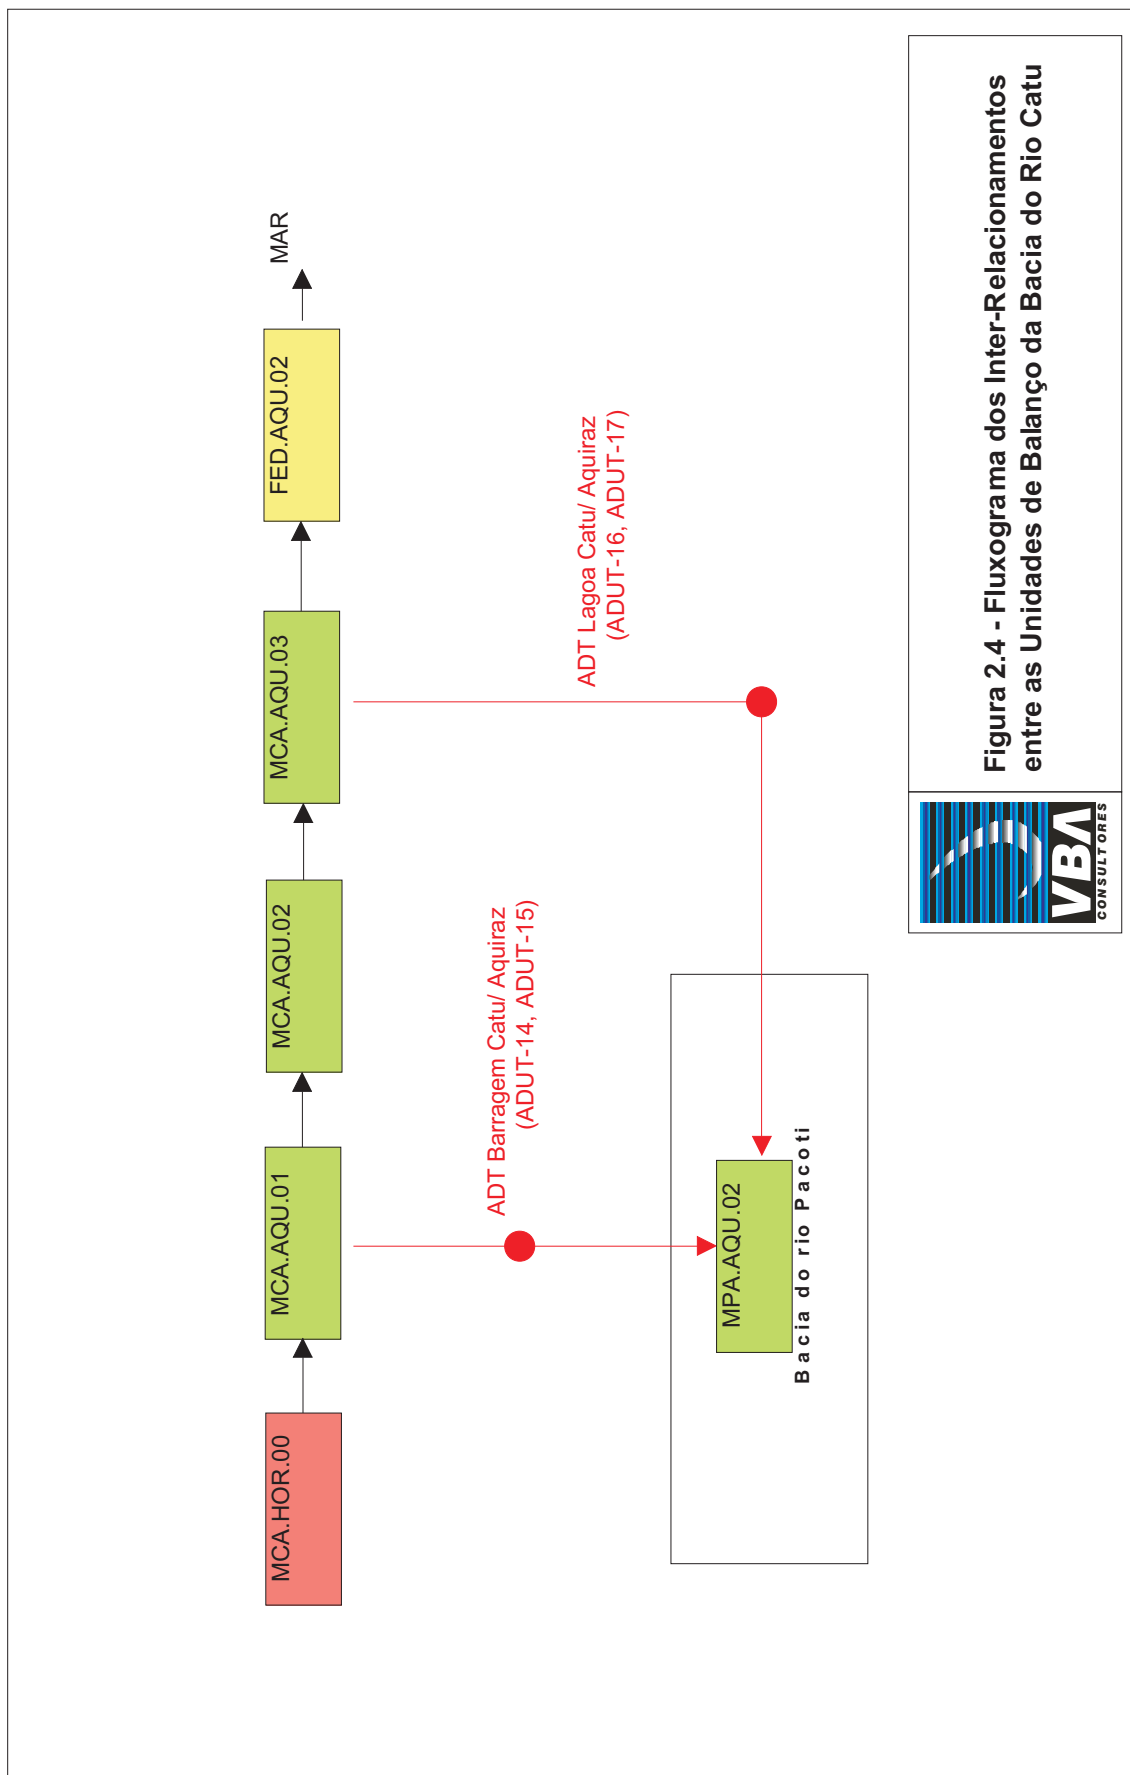 MCA.HOR.00
MCA.AQU.01
MCA.AQU.02
MCA.AQU.03
FED.AQU.02
MAR
ADT Barragem Catu/ Aquiraz
(ADUT-14, ADUT-15)
ADT Lagoa Catu/ Aquiraz
(ADUT-16, ADUT-17)
MPA.AQU.02
Bacia do rio Pacoti
VBA
CONSULTORES
Figura 2.4 - Fluxograma dos Inter-Relacionamentos
entre as Unidades de Balanço da Bacia do Rio Catu